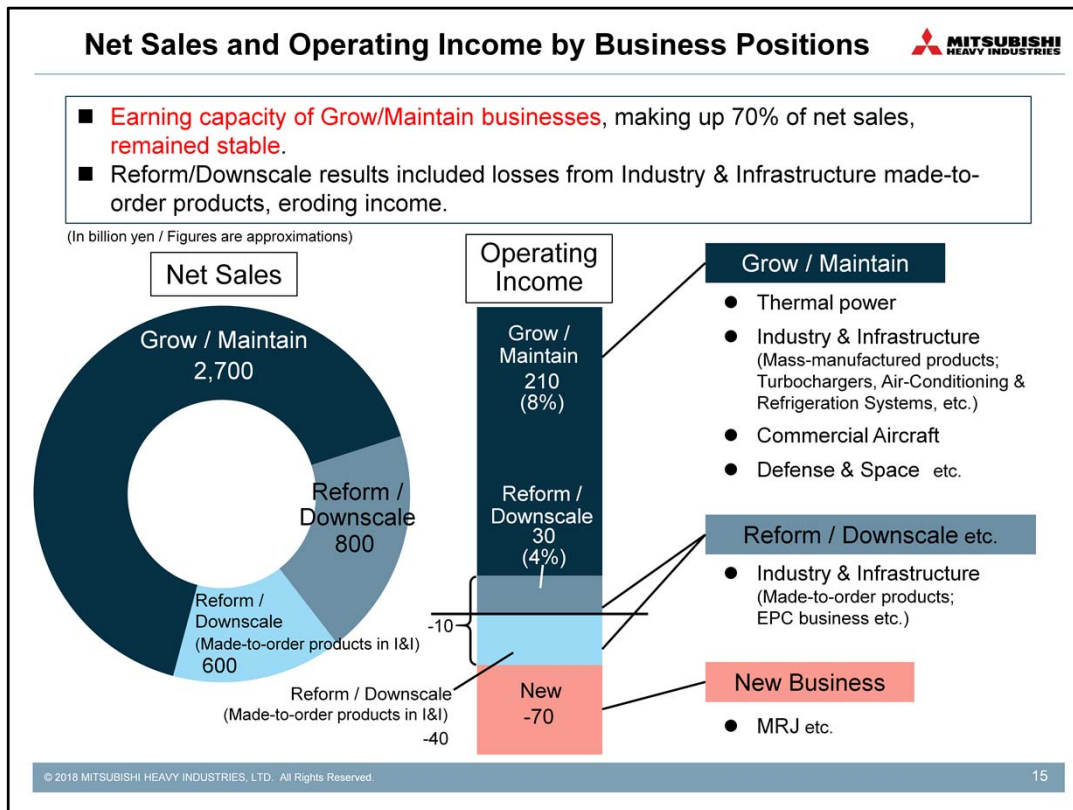 Net Sales and Operating Income by Business Positions
MITSUBISHI
HEAVY INDUSTRIES
■ Earning capacity of Grow/Maintain businesses, making up 70% of net sales,
remained stable.
■ Reform/Downscale results included losses from Industry & Infrastructure made-to-
order products, eroding income.
(In billion yen / Figures are approximations)
Net Sales
Grow / Maintain
2,700
Reform /
Downscale
800
Reform /
Downscale
(Made-to-order products in I&I)
600
Operating
Income
Grow /
Maintain
210
(8%)
Reform /
Downscale
30
(4%)
-10
Reform / Downscale
(Made-to-order products in I&I)
-40
New
-70
Grow / Maintain
● Thermal power
● Industry & Infrastructure
(Mass-manufactured products;
Turbochargers, Air-Conditioning &
Refrigeration Systems, etc.)
● Commercial Aircraft
● Defense & Space etc.
Reform / Downscale etc.
● Industry & Infrastructure
(Made-to-order products;
EPC business etc.)
New Business
● MRJ etc.
© 2018 MITSUBISHI HEAVY INDUSTRIES, LTD. All Rights Reserved.
15